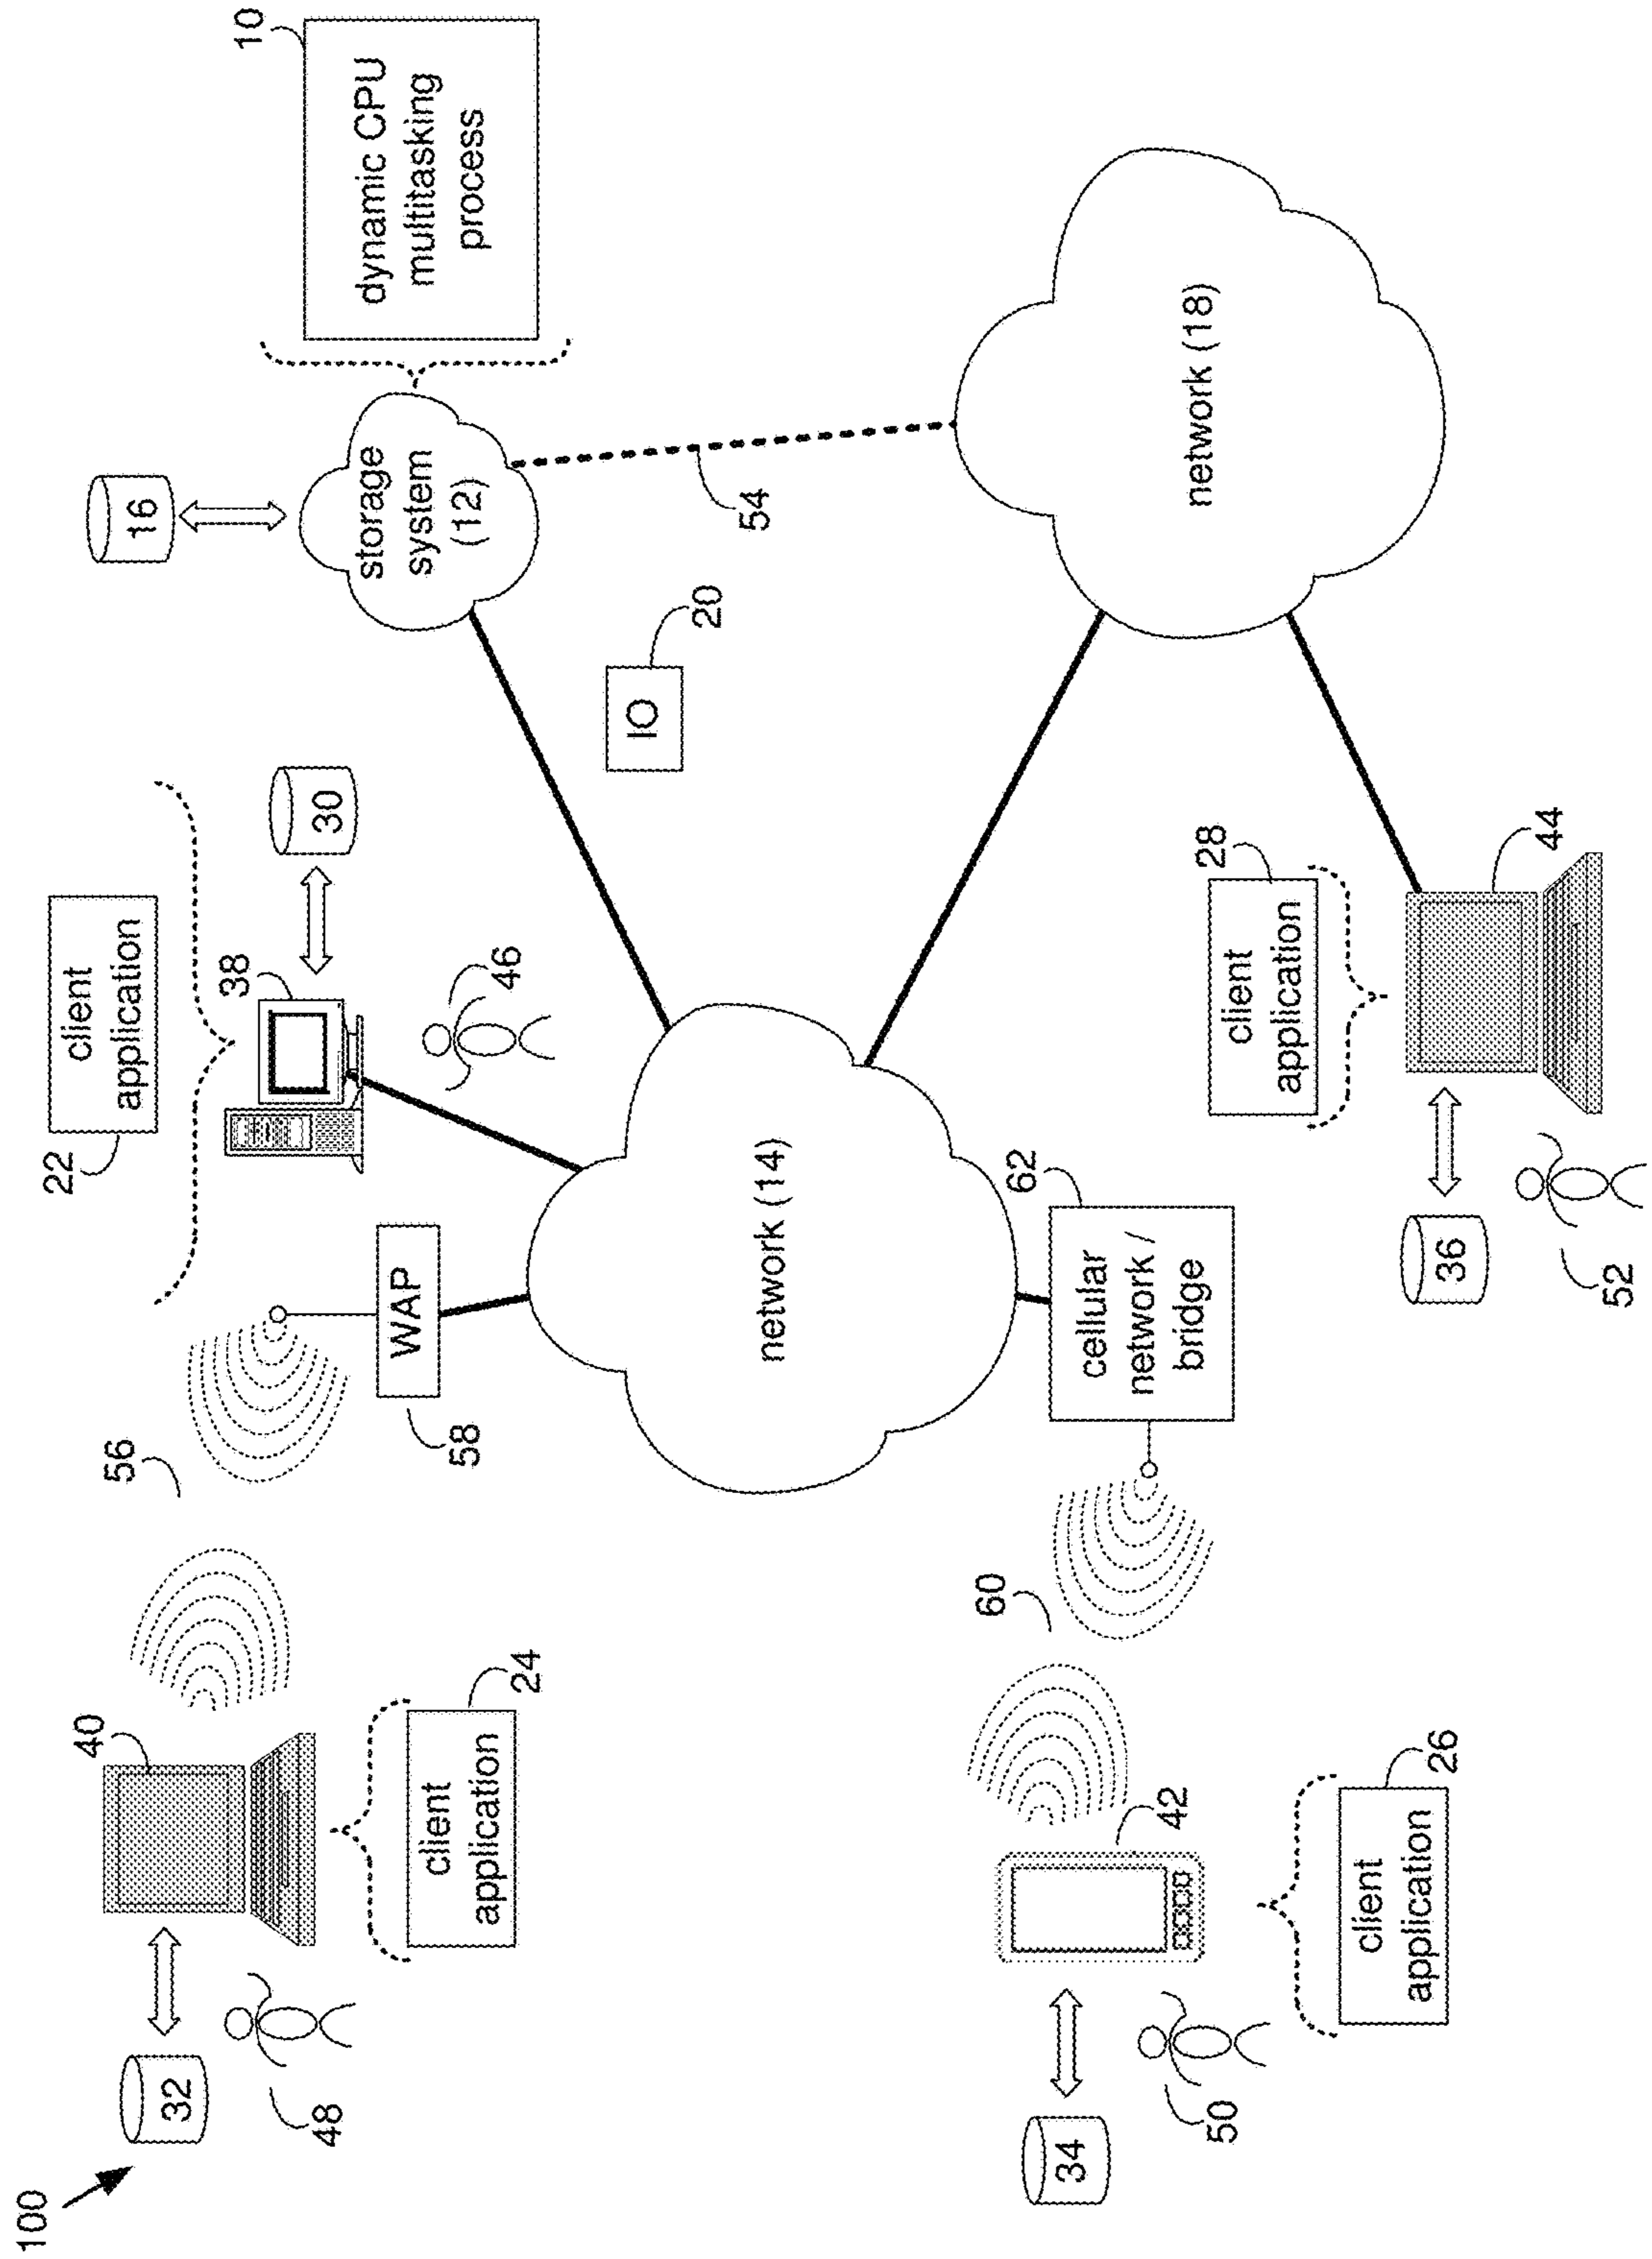 100
32
48
40
client
application
24
56
WAP
58
client
application
22
38
30
46
16
storage
system
(12)
10
dynamic CPU
multitasking
process
IO
20
54
network (14)
network (18)
34
50
42
client
application
26
60
cellular
network /
bridge
62
client
application
28
44
36
52